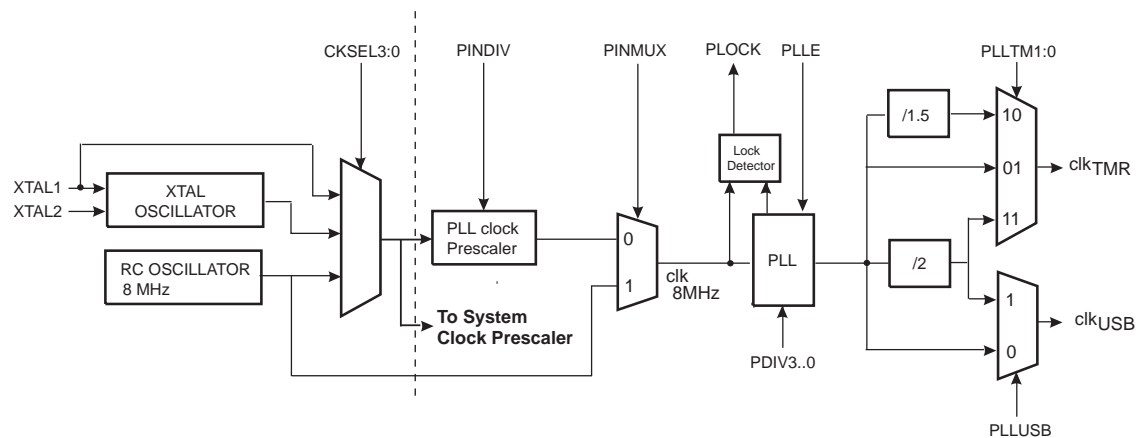 CKSEL3:0
PINDIV
PINMUX
PLOCK
PLLE
PLLTM1:0
/1.5
10
Lock
Detector
XTAL1
XTAL2
XTAL
OSCILLATOR
01
clkTMR
PLL clock
Prescaler
0
11
RC OSCILLATOR
8 MHz
1
clk
8MHz
PLL
/2
To System
Clock Prescaler
1
clkUSB
0
PDIV3..0
PLLUSB